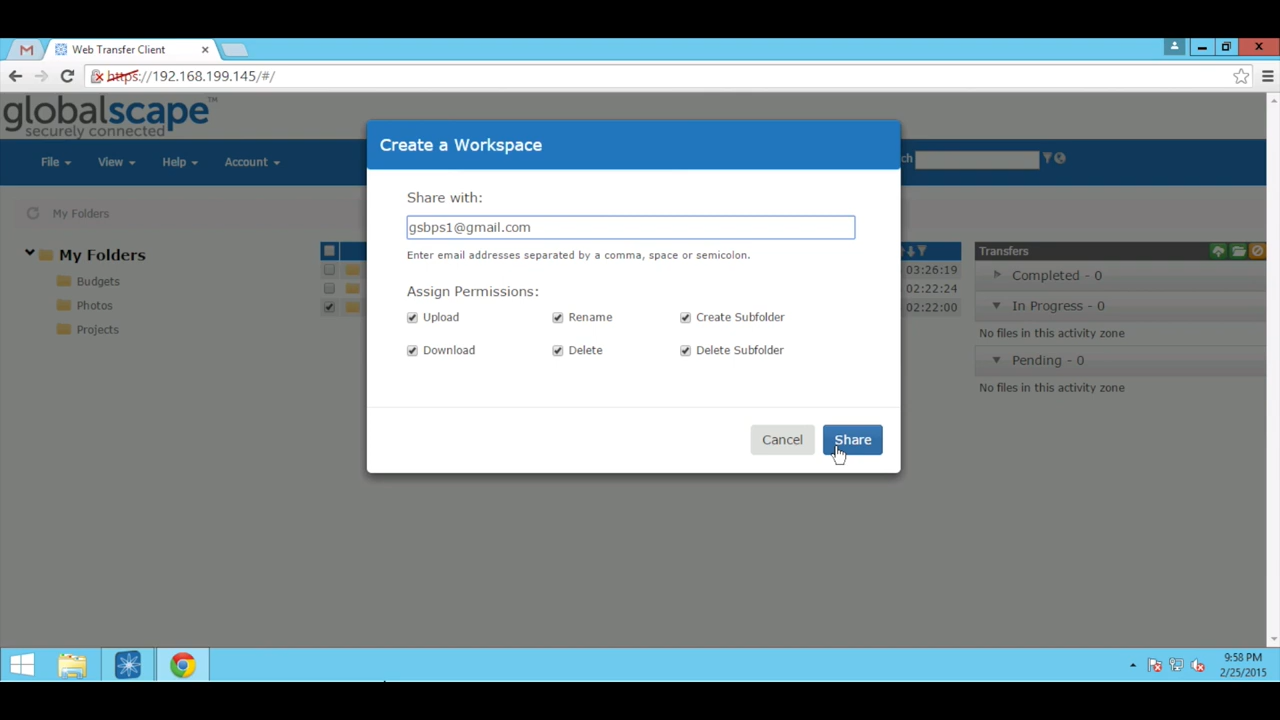 Web Transfer Client
https://192.168.199.145/#/
globalscape™
securely connected
File View Help Account
ch
My Folders
My Folders
Budgets
Photos
Projects
03:26:19
02:22:24
02:22:00
Create a Workspace
Share with:
gsbps1@gmail.com
Enter email addresses separated by a comma, space or semicolon.
Assign Permissions:
Upload Rename Create Subfolder
Download Delete Delete Subfolder
Cancel Share
Transfers
Completed - 0
In Progress - 0
No files in this activity zone
Pending - 0
No files in this activity zone
9:58 PM
2/25/2015